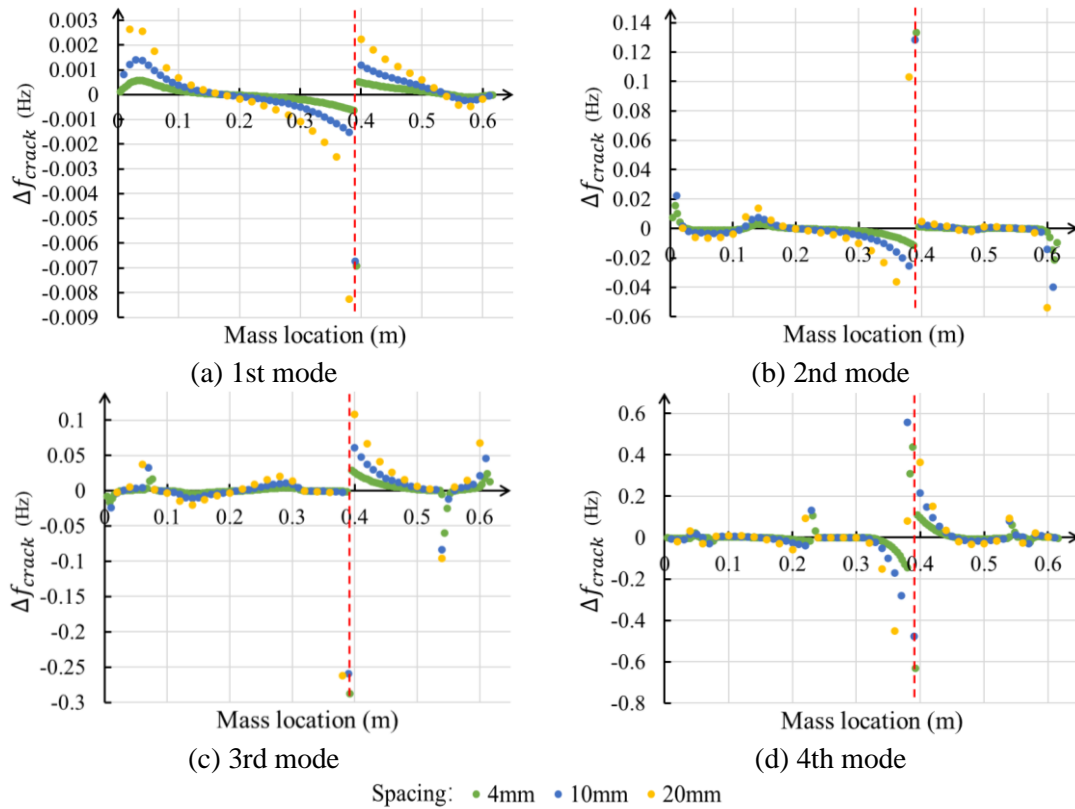 0.003
0.002
0.001
0
-0.001
-0.002
-0.003
-0.004
-0.005
-0.006
-0.007
-0.008
-0.009
0 0.1 0.2 0.3 0.4 0.5 0.6
Δf_crack (Hz)
Mass location (m)
(a) 1st mode
0.14
0.12
0.1
0.08
0.06
0.04
0.02
0
-0.02
-0.04
-0.06
0 0.1 0.2 0.3 0.4 0.5 0.6
Δf_crack (Hz)
Mass location (m)
(b) 2nd mode
0.1
0.05
0
-0.05
-0.1
-0.15
-0.2
-0.25
-0.3
0 0.1 0.2 0.3 0.4 0.5 0.6
Δf_crack (Hz)
Mass location (m)
(c) 3rd mode
0.6
0.4
0.2
0
-0.2
-0.4
-0.6
-0.8
0 0.1 0.2 0.3 0.4 0.5 0.6
Δf_crack (Hz)
Mass location (m)
(d) 4th mode
Spacing: 4mm 10mm 20mm